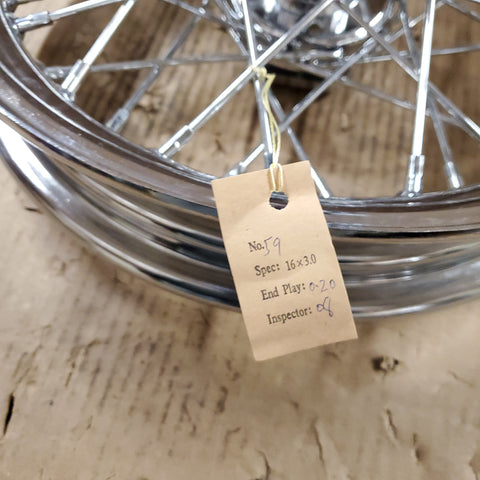 No. 59
Spec: 16×3.0
End Play: 0.20
Inspector: 08